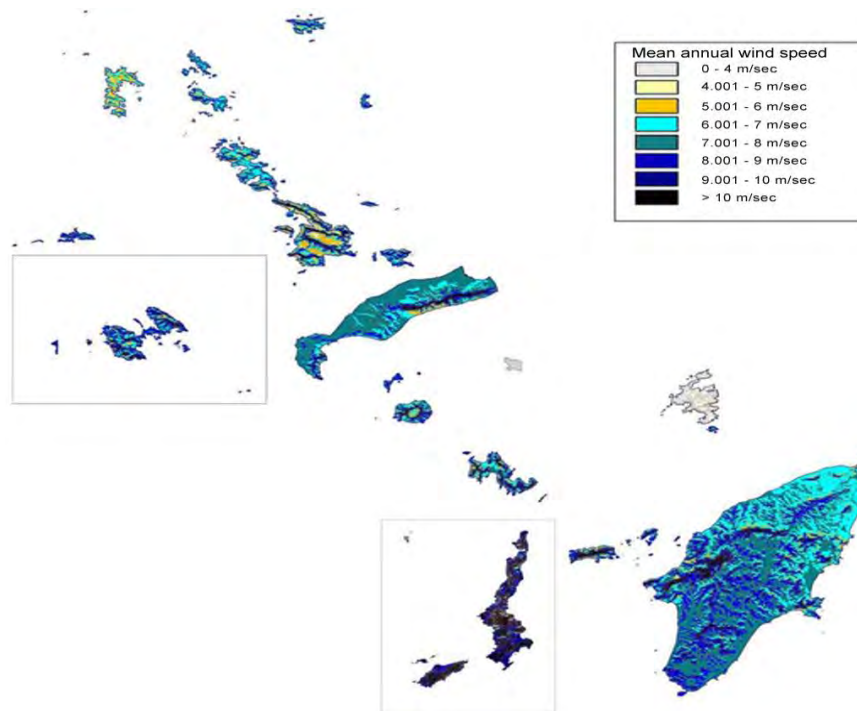 Mean annual wind speed
0 - 4 m/sec
4.001 - 5 m/sec
5.001 - 6 m/sec
6.001 - 7 m/sec
7.001 - 8 m/sec
8.001 - 9 m/sec
9.001 - 10 m/sec
> 10 m/sec